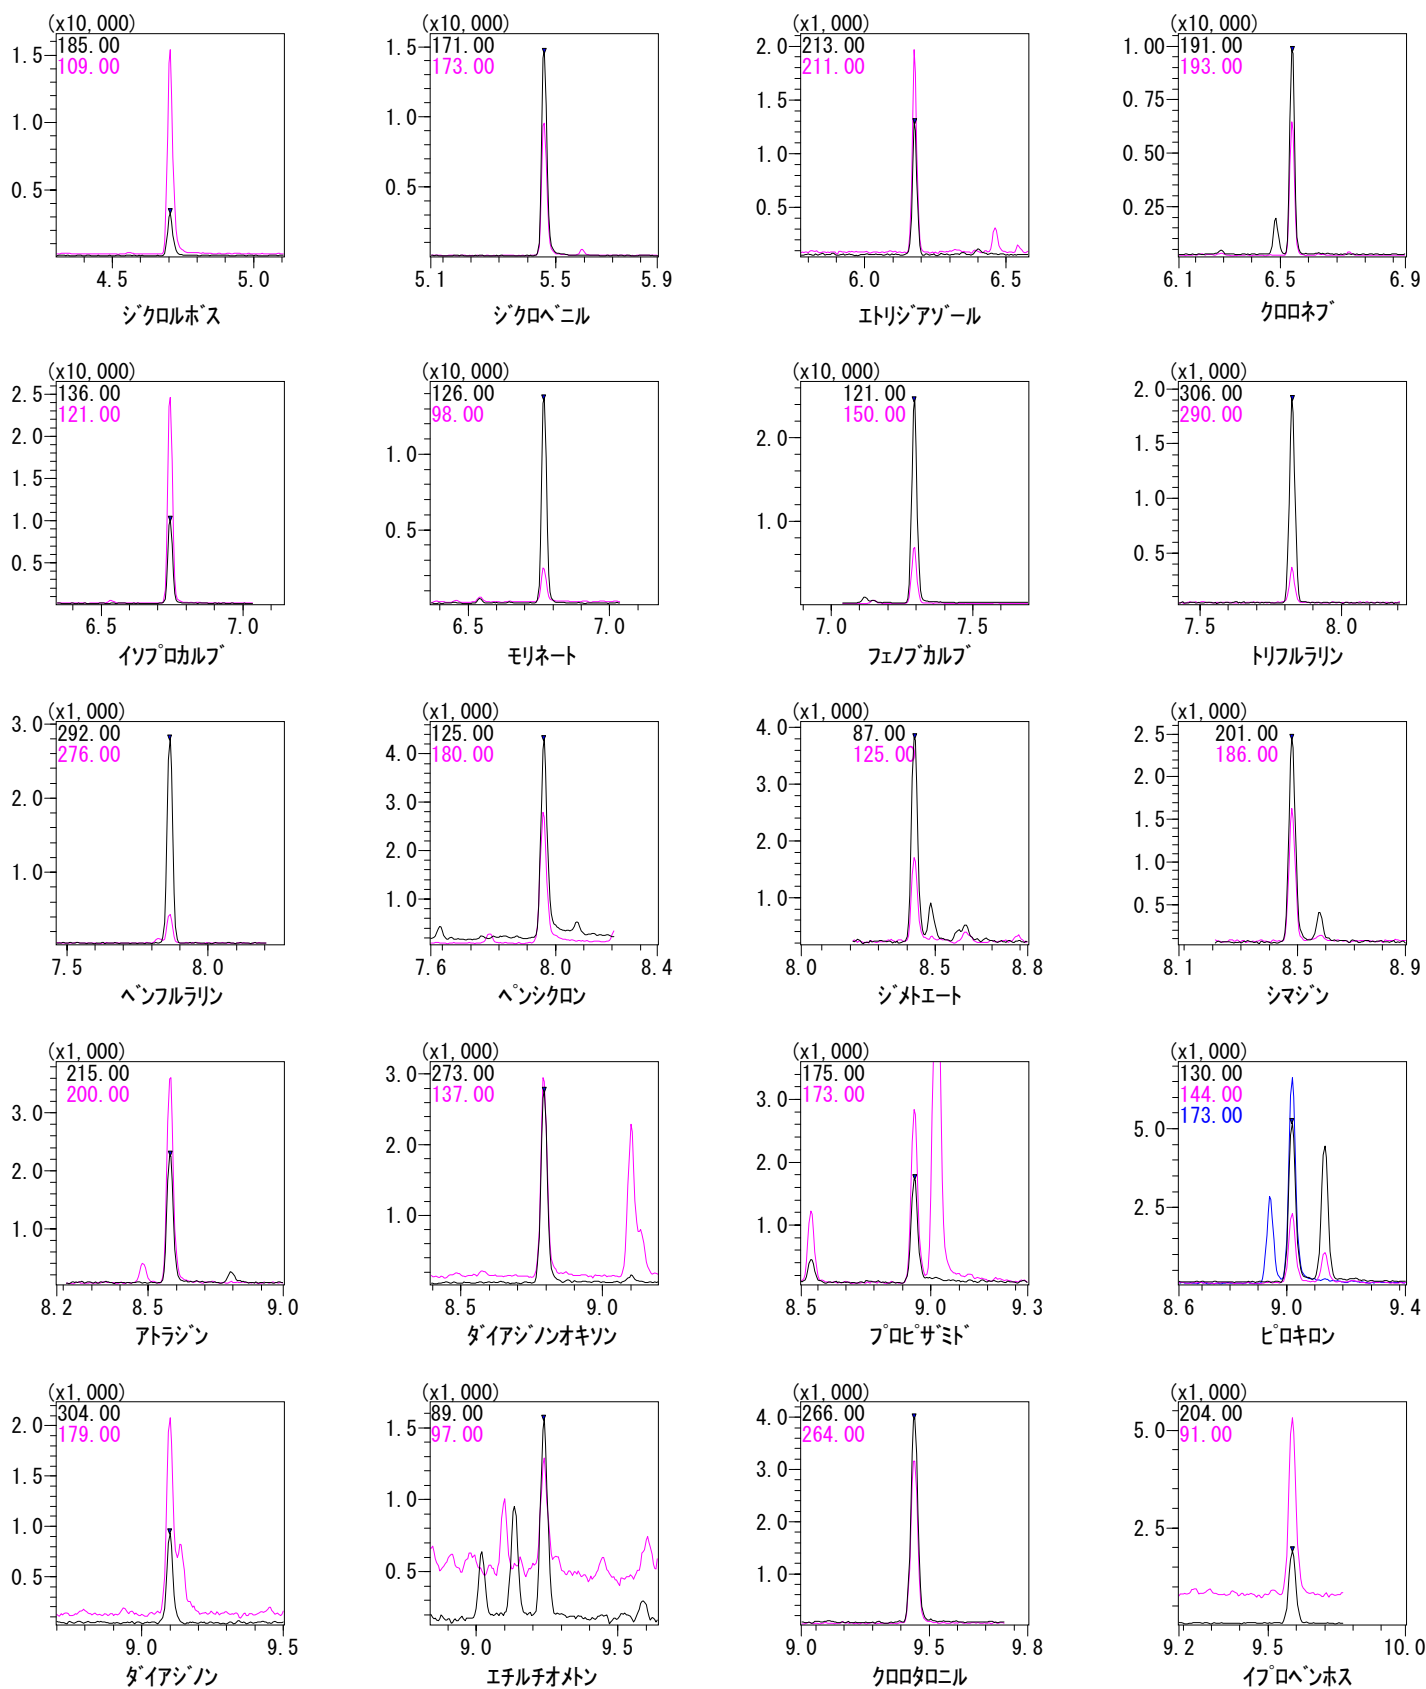 (x10,000)
185.00
109.00
1.5
1.0
0.5
4.5 5.0
ｼﾞｸﾛﾙﾎﾞｽ
(x10,000)
171.00
173.00
1.5
1.0
0.5
5.1 5.5 5.9
ｼﾞｸﾛﾍﾞﾆﾙ
(x1,000)
213.00
211.00
2.0
1.5
1.0
0.5
6.0 6.5
ｴﾄﾘｼﾞｱｿﾞｰﾙ
(x10,000)
191.00
193.00
1.00
0.75
0.50
0.25
6.1 6.5 6.9
ｸﾛﾛﾈﾌﾞ
(x10,000)
136.00
121.00
2.5
2.0
1.5
1.0
0.5
6.5 7.0
ｲｿﾌﾟﾛｶﾙﾌﾞ
(x10,000)
126.00
98.00
1.0
0.5
6.5 7.0
ﾓﾘﾈｰﾄ
(x10,000)
121.00
150.00
2.0
1.0
7.0 7.5
ﾌｪﾉﾌﾞｶﾙﾌﾞ
(x1,000)
306.00
290.00
2.0
1.5
1.0
0.5
7.5 8.0
ﾄﾘﾌﾙﾗﾘﾝ
(x1,000)
292.00
276.00
3.0
2.0
1.0
7.5 8.0
ﾍﾞﾝﾌﾙﾗﾘﾝ
(x1,000)
125.00
180.00
4.0
3.0
2.0
1.0
7.6 8.0 8.4
ﾍﾟﾝｼｸﾛﾝ
(x1,000)
87.00
125.00
4.0
3.0
2.0
1.0
8.0 8.5 8.8
ｼﾞﾒﾄｴｰﾄ
(x1,000)
201.00
186.00
2.5
2.0
1.5
1.0
0.5
8.1 8.5 8.9
ｼﾏｼﾞﾝ
(x1,000)
215.00
200.00
3.0
2.0
1.0
8.2 8.5 9.0
ｱﾄﾗｼﾞﾝ
(x1,000)
273.00
137.00
3.0
2.0
1.0
8.5 9.0
ﾀﾞｲｱｼﾞﾉﾝｵｷｿﾝ
(x1,000)
175.00
173.00
3.0
2.0
1.0
8.5 9.0 9.3
ﾌﾟﾛﾋﾟｻﾞﾐﾄﾞ
(x1,000)
130.00
144.00
173.00
5.0
2.5
8.6 9.0 9.4
ﾋﾟﾛｷﾛﾝ
(x1,000)
304.00
179.00
2.0
1.5
1.0
0.5
9.0 9.5
ﾀﾞｲｱｼﾞﾉﾝ
(x1,000)
89.00
97.00
1.5
1.0
0.5
9.0 9.5
ｴﾁﾙﾁｵﾒﾄﾝ
(x1,000)
266.00
264.00
4.0
3.0
2.0
1.0
9.0 9.5 9.8
ｸﾛﾛﾀﾛﾆﾙ
(x1,000)
204.00
91.00
5.0
2.5
9.2 9.5 10.0
ｲﾌﾟﾛﾍﾞﾝﾎｽ